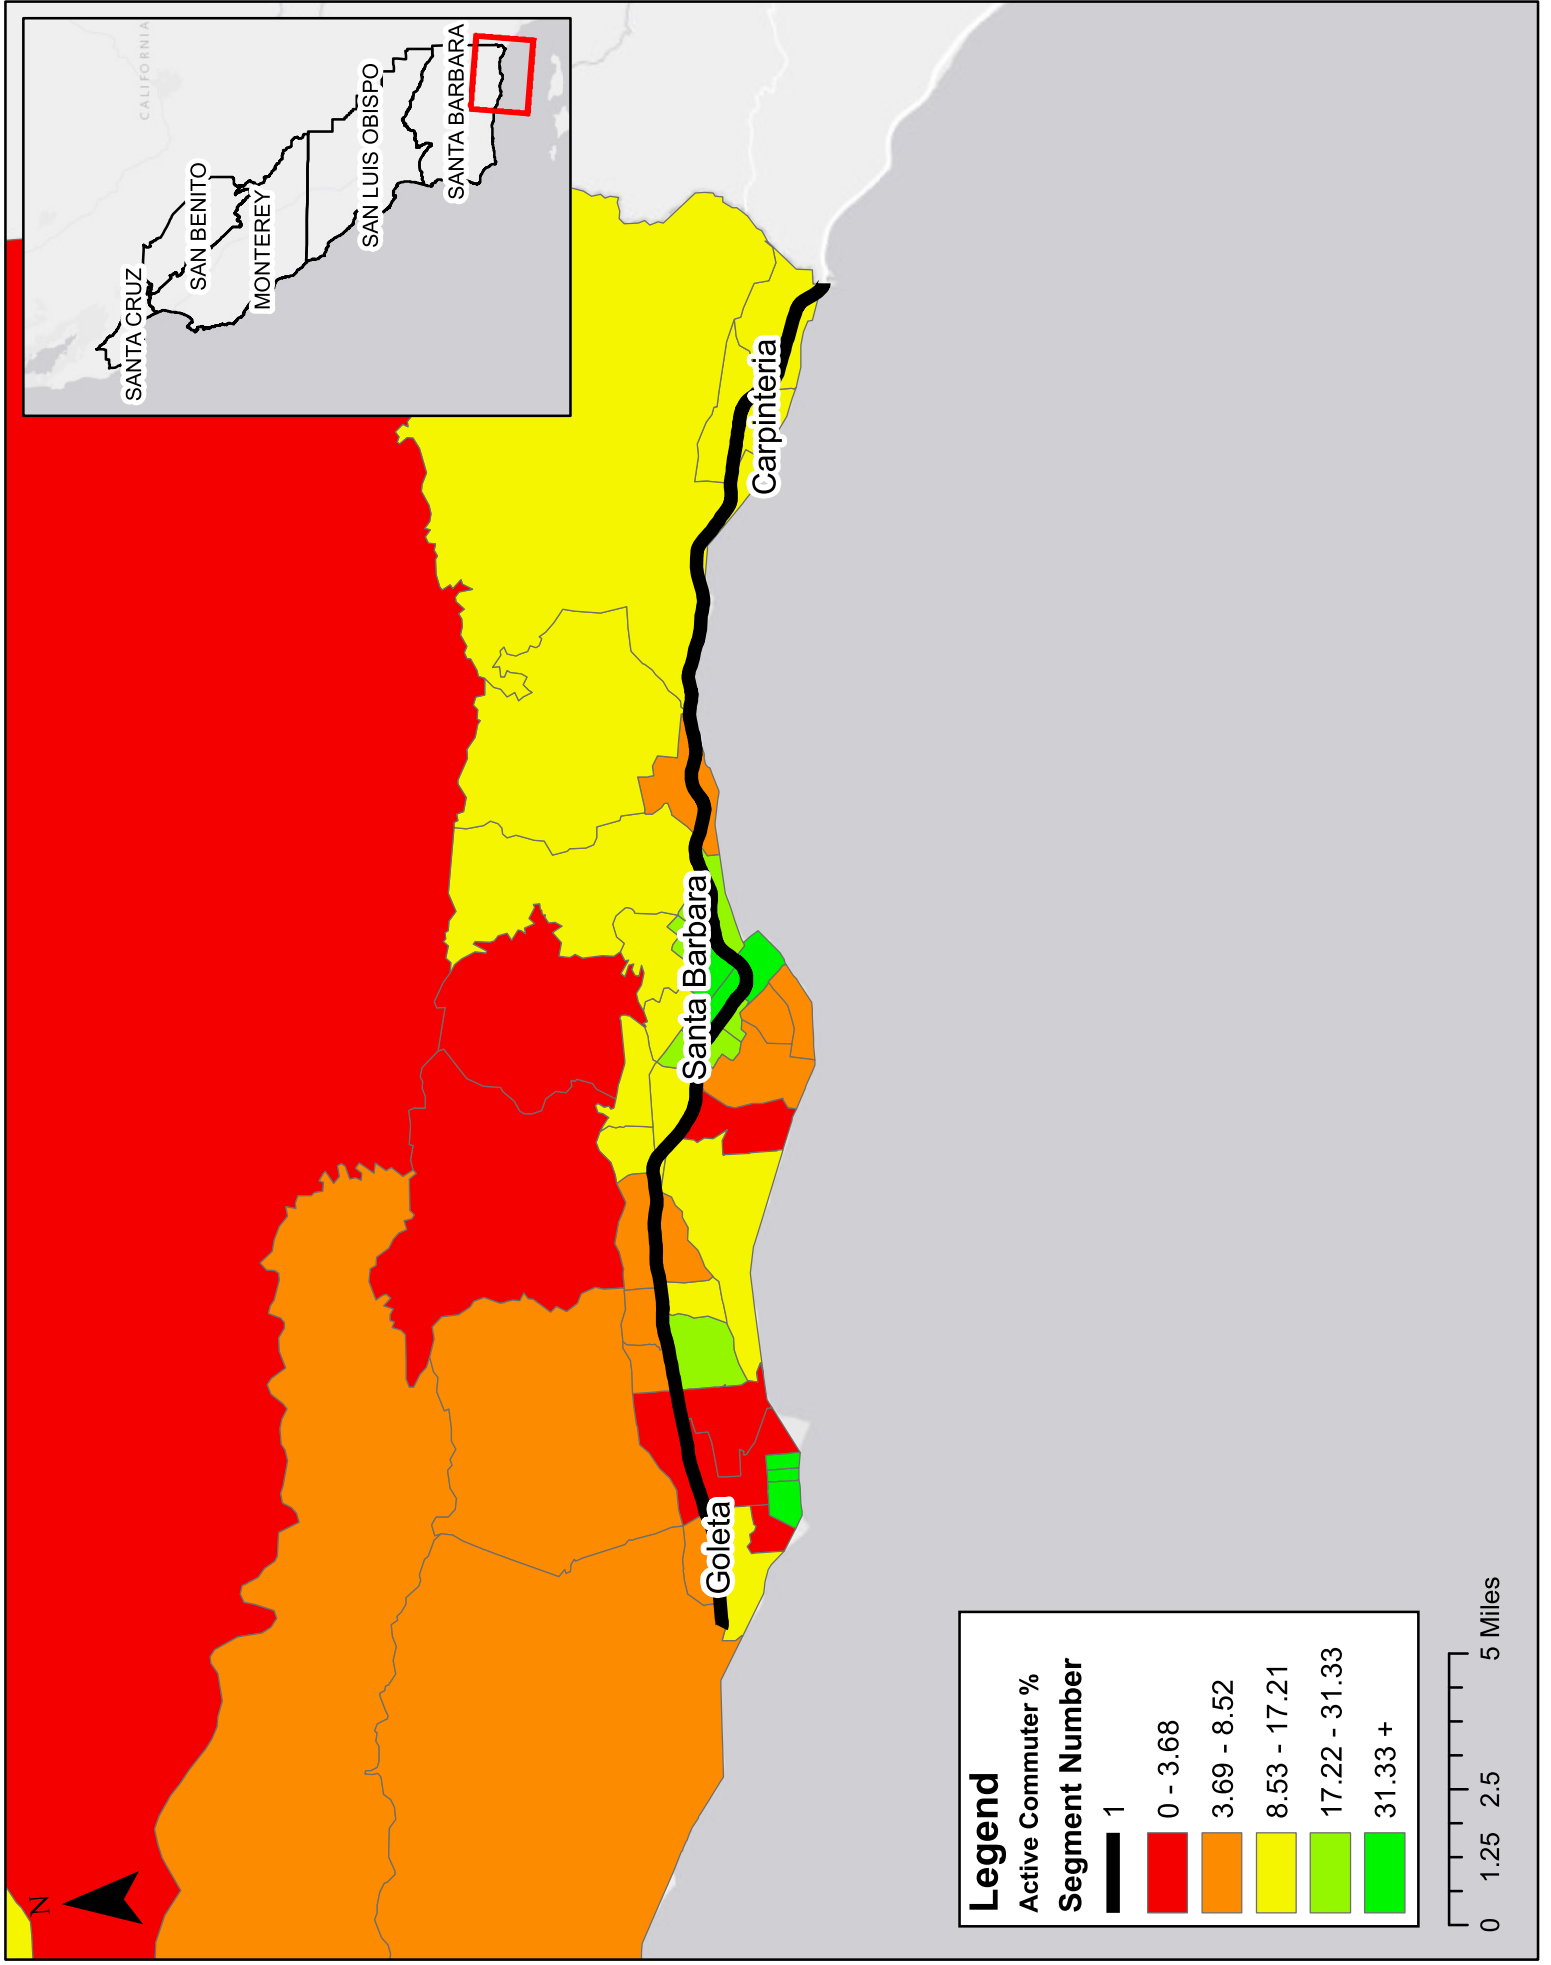 CALIFORNIA
SANTA CRUZ
SAN BENITO
MONTEREY
SAN LUIS OBISPO
SANTA BARBARA
N
Goleta
Santa Barbara
Carpinteria
Legend
Active Commuter %
Segment Number
1
0 - 3.68
3.69 - 8.52
8.53 - 17.21
17.22 - 31.33
31.33 +
0 1.25 2.5 5 Miles